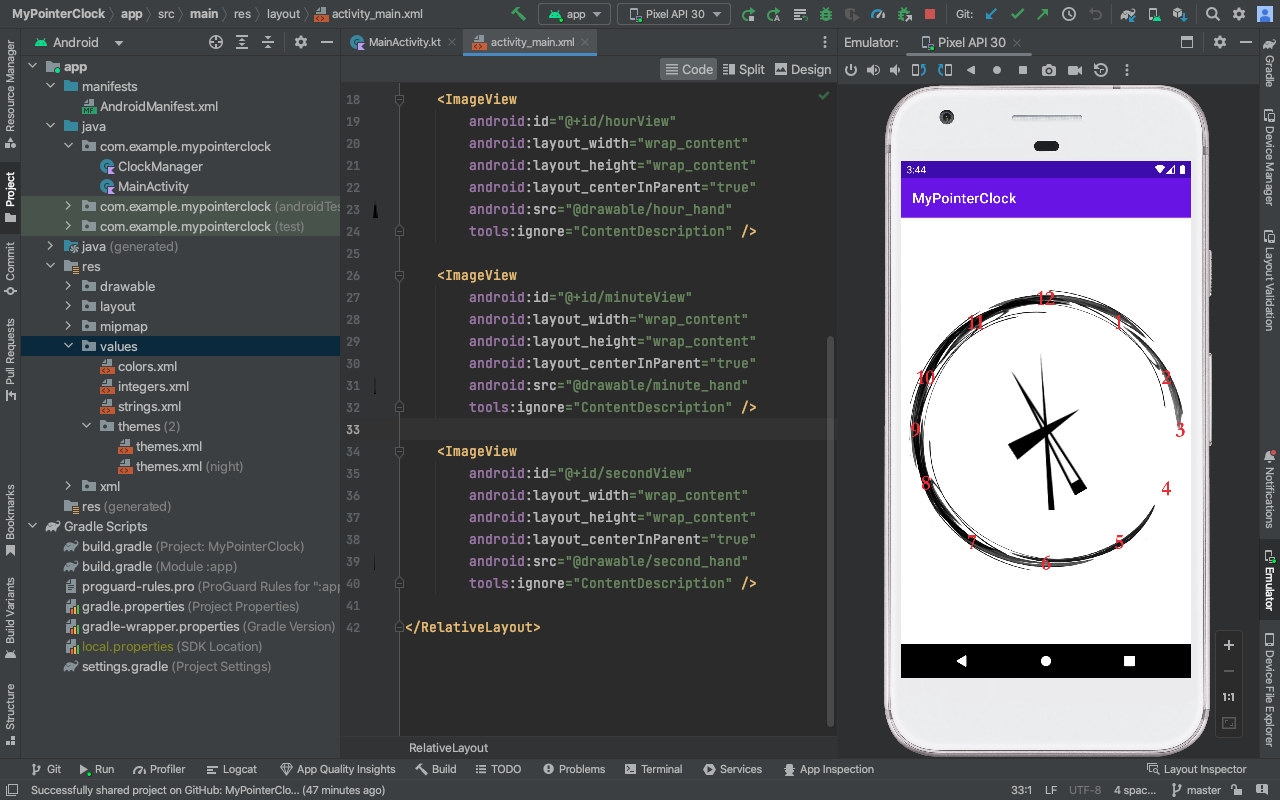 MyPointerClock
app
src
main
res
layout
activity_main.xml
app
Pixel API 30
Git:
Android
MainActivity.kt
activity_main.xml
Emulator:
Pixel API 30
Code
Split
Design
Resource Manager
Project
Commit
Pull Requests
Bookmarks
Build Variants
Structure
app
manifests
AndroidManifest.xml
java
com.example.mypointerclock
ClockManager
MainActivity
com.example.mypointerclock (androidTes
com.example.mypointerclock (test)
java (generated)
res
drawable
layout
mipmap
values
colors.xml
integers.xml
strings.xml
themes (2)
themes.xml
themes.xml (night)
xml
res (generated)
Gradle Scripts
build.gradle (Project: MyPointerClock)
build.gradle (Module :app)
proguard-rules.pro (ProGuard Rules for ":app
gradle.properties (Project Properties)
gradle-wrapper.properties (Gradle Version)
local.properties (SDK Location)
settings.gradle (Project Settings)
18 <ImageView
19 android:id="@+id/hourView"
20 android:layout_width="wrap_content"
21 android:layout_height="wrap_content"
22 android:layout_centerInParent="true"
23 android:src="@drawable/hour_hand"
24 tools:ignore="ContentDescription" />
25
26 <ImageView
27 android:id="@+id/minuteView"
28 android:layout_width="wrap_content"
29 android:layout_height="wrap_content"
30 android:layout_centerInParent="true"
31 android:src="@drawable/minute_hand"
32 tools:ignore="ContentDescription" />
33
34 <ImageView
35 android:id="@+id/secondView"
36 android:layout_width="wrap_content"
37 android:layout_height="wrap_content"
38 android:layout_centerInParent="true"
39 android:src="@drawable/second_hand"
40 tools:ignore="ContentDescription" />
41
42 </RelativeLayout>
RelativeLayout
3:44
MyPointerClock
12
1
2
3
4
5
6
7
8
9
10
11
1:1
Gradle
Device Manager
Layout Validation
Notifications
Emulator
Device File Explorer
Git
Run
Profiler
Logcat
App Quality Insights
Build
TODO
Problems
Terminal
Services
App Inspection
Layout Inspector
Successfully shared project on GitHub: MyPointerClo... (47 minutes ago)
33:1
LF
UTF-8
4 spac...
master